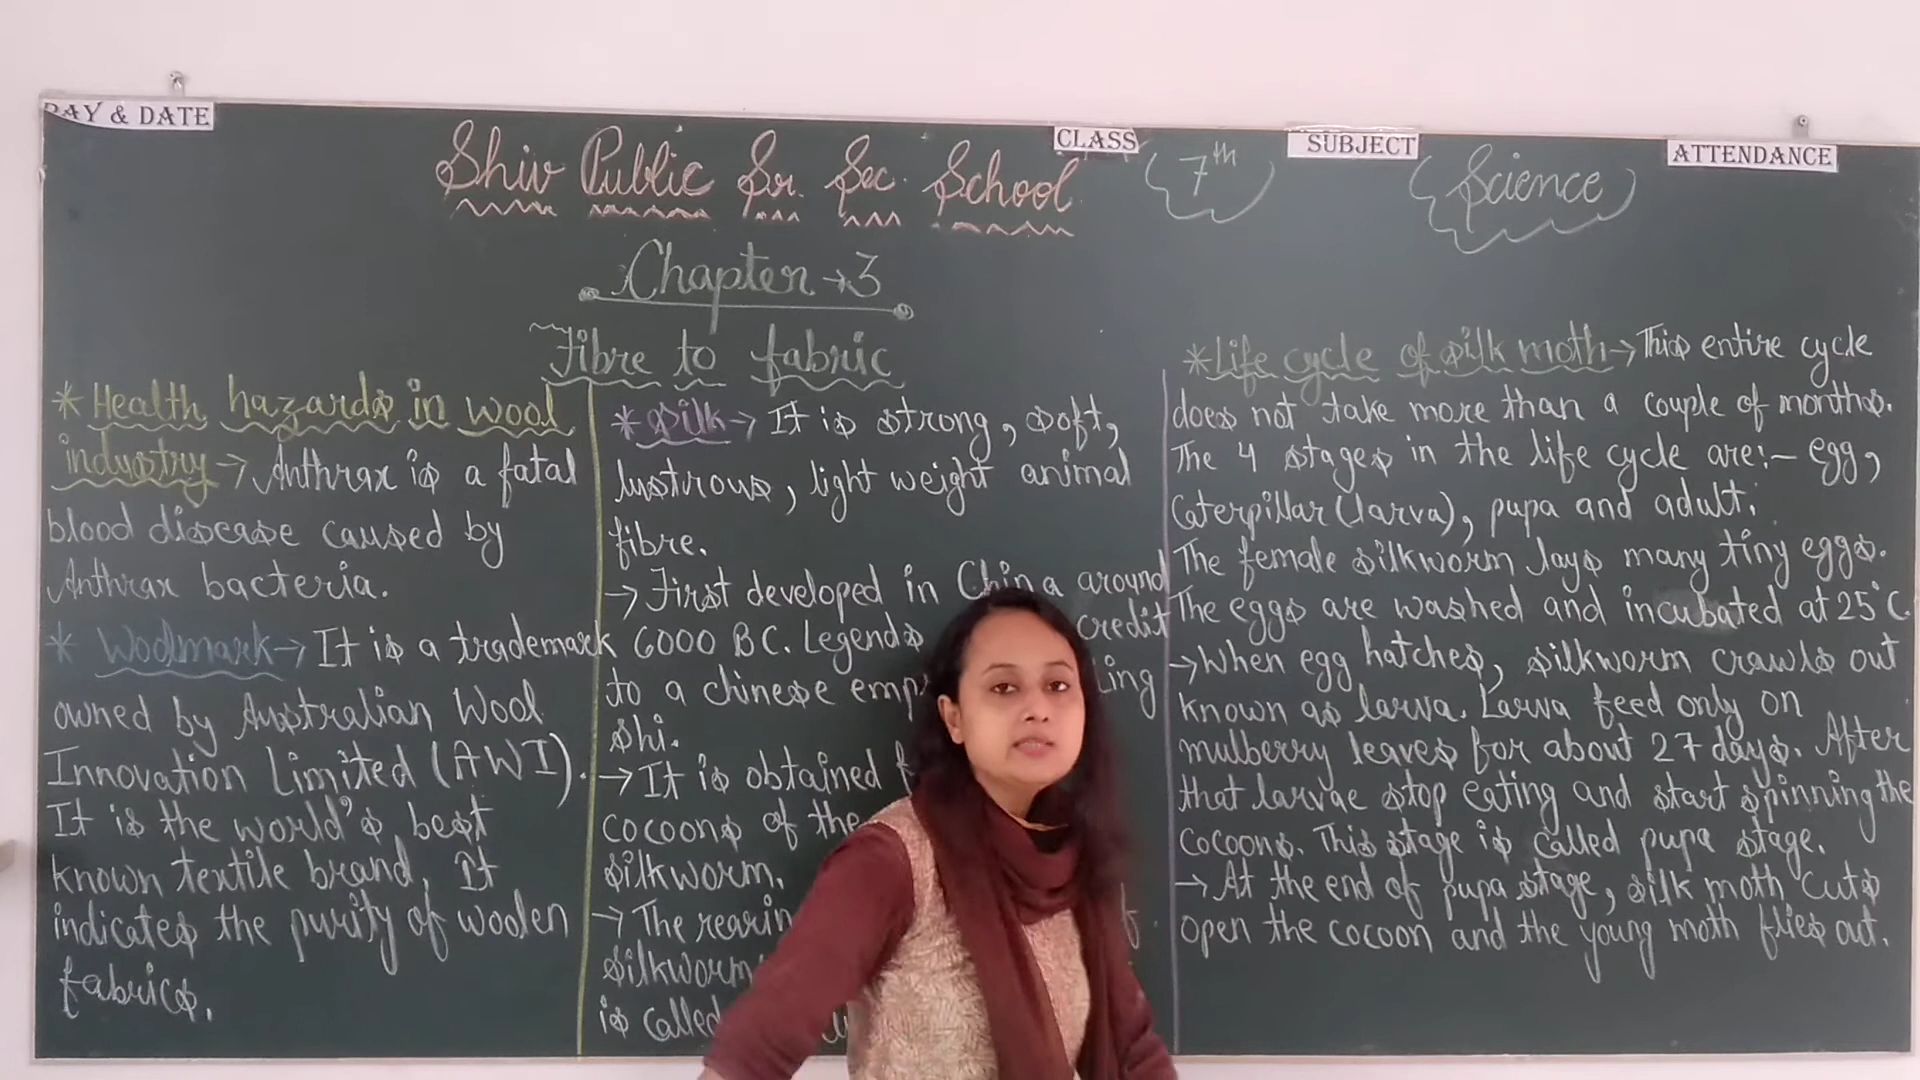 DAY & DATE
CLASS
SUBJECT
ATTENDANCE
Shiv Public Sr. Sec. School
7th
Science
Chapter → 3
Fibre to fabric
* Health hazards in wool
industry → Anthrax is a fatal
blood disease caused by
Anthrax bacteria.
* Woolmark → It is a trademark
owned by Australian Wool
Innovation Limited (AWI).
It is the world's best
known textile brand. It
indicates the purity of woolen
fabrics.
* Silk → It is strong, soft,
lustrous, light weight animal
fibre.
→ First developed in China around
6000 BC. Legends credit
to a chinese
shi.
→ It is obtained
cocoons of the
silkworm.
→ The
silkworm
is called
* Life cycle of silk moth → This entire cycle
does not take more than a couple of months.
The 4 stages in the life cycle are:- egg,
Caterpillar (larva), pupa and adult.
The female silkworm lays many tiny eggs.
The eggs are washed and incubated at 25°C.
→ When egg hatches, silkworm crawls out
known as larva. Larva feed only on
mulberry leaves for about 27 days. After
that larvae stop eating and start spinning the
cocoons. This stage is called pupa stage.
→ At the end of pupa stage, silk moth cuts
open the cocoon and the young moth flies out.